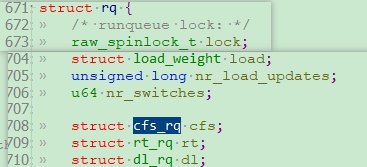 671: struct rq {
672 » /* runqueue lock: */
673 » raw_spinlock_t lock;
704 » struct load_weight load;
705 » unsigned long nr_load_updates;
706 » u64 nr_switches;
707
708 » struct cfs_rq cfs;
709 » struct rt_rq rt;
710 » struct dl_rq dl;